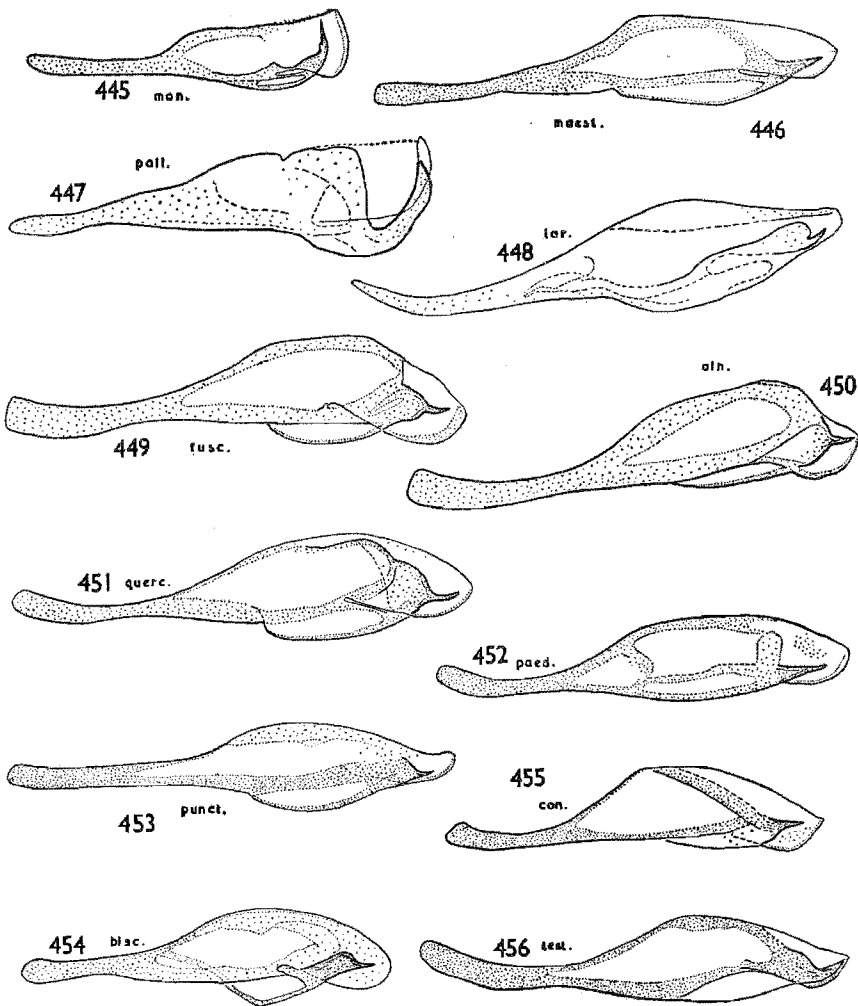 445 mon.
maest. 446
pall.
447
lar.
448
449 fusc.
aln. 450
451 querc.
452 paed.
453 punct.
455
con.
454 bisc.
456 test.